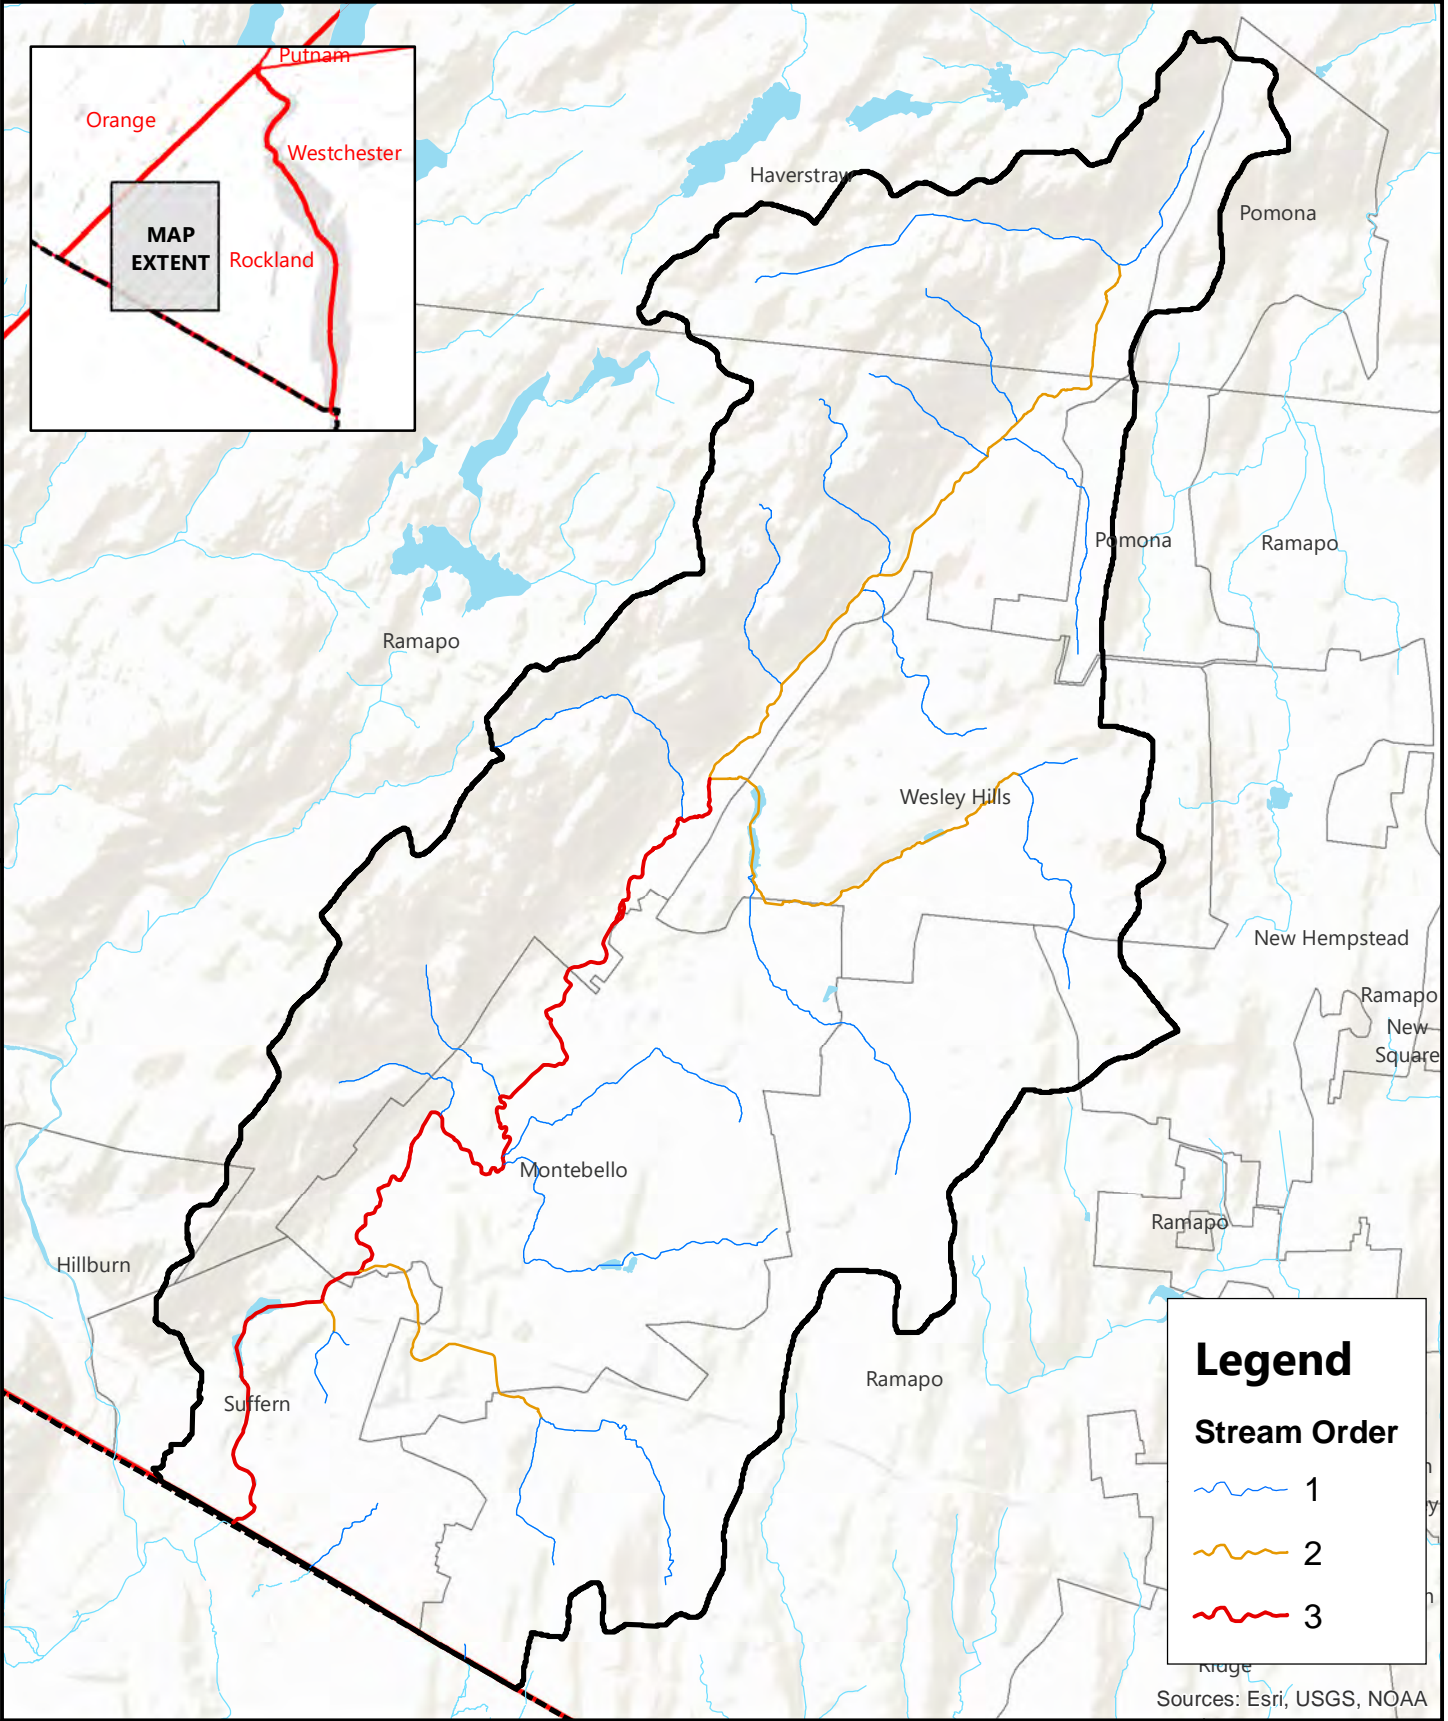 Putnam
Orange
Westchester
MAP
EXTENT
Rockland
Haverstraw
Pomona
Pomona
Ramapo
Ramapo
Wesley Hills
New Hempstead
Ramapo
New
Square
Montebello
Ramapo
Hillburn
Ramapo
Suffern
Legend
Stream Order
1
2
3
Ridge
Sources: Esri, USGS, NOAA